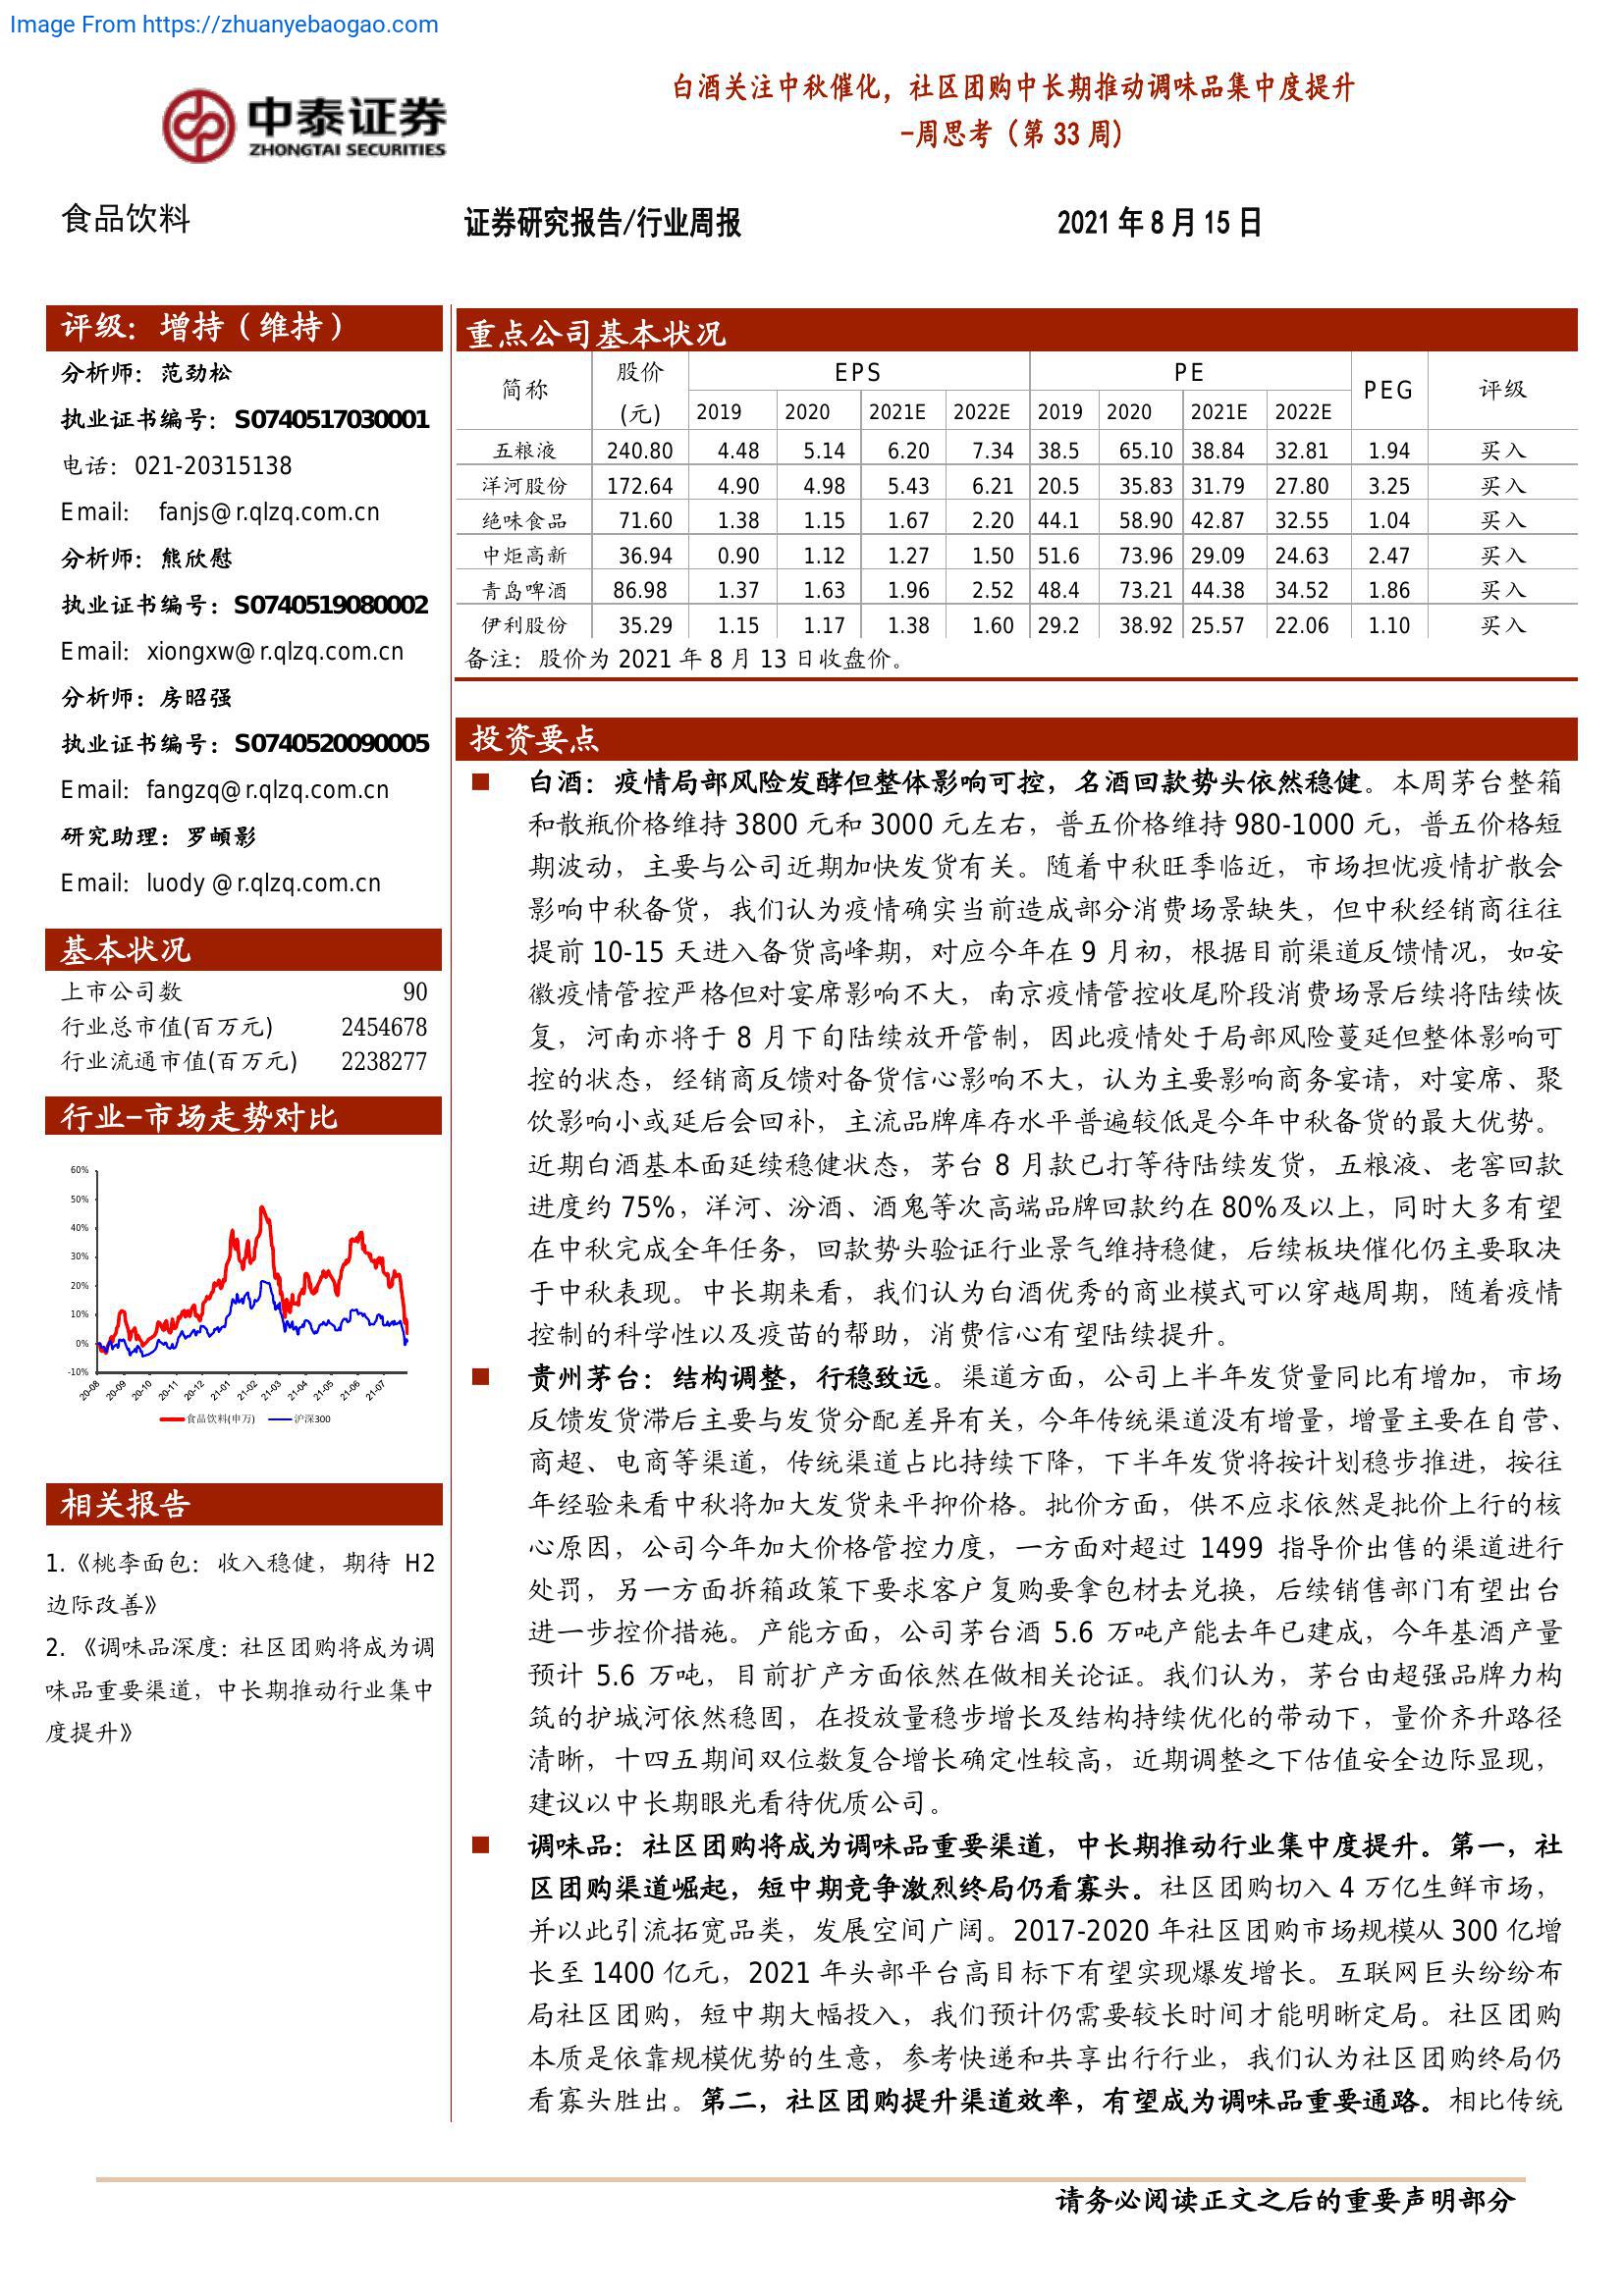 Image From https://zhuanyebaogao.com
中泰证券
ZHONGTAI SECURITIES
白酒关注中秋催化，社区团购中长期推动调味品集中度提升
-周思考（第 33 周）
食品饮料
证券研究报告/行业周报
2021 年 8 月 15 日
评级：增持（维持）
分析师：范劲松
执业证书编号：S0740517030001
电话：021-20315138
Email： fanjs@r.qlzq.com.cn
分析师：熊欣慰
执业证书编号：S0740519080002
Email：xiongxw@r.qlzq.com.cn
分析师：房昭强
执业证书编号：S0740520090005
Email：fangzq@r.qlzq.com.cn
研究助理：罗頔影
Email：luody @r.qlzq.com.cn
基本状况
上市公司数 90
行业总市值(百万元) 2454678
行业流通市值(百万元) 2238277
行业-市场走势对比
60%
50%
40%
30%
20%
10%
0%
-10%
20-08 20-09 20-10 20-11 20-12 21-01 21-02 21-03 21-04 21-05 21-06 21-07
食品饮料(申万) 沪深300
相关报告
1.《桃李面包：收入稳健，期待 H2
边际改善》
2. 《调味品深度：社区团购将成为调
味品重要渠道，中长期推动行业集中
度提升》
重点公司基本状况
简称 股价 (元) EPS PE PEG 评级
2019 2020 2021E 2022E 2019 2020 2021E 2022E
五粮液 240.80 4.48 5.14 6.20 7.34 38.5 65.10 38.84 32.81 1.94 买入
洋河股份 172.64 4.90 4.98 5.43 6.21 20.5 35.83 31.79 27.80 3.25 买入
绝味食品 71.60 1.38 1.15 1.67 2.20 44.1 58.90 42.87 32.55 1.04 买入
中炬高新 36.94 0.90 1.12 1.27 1.50 51.6 73.96 29.09 24.63 2.47 买入
青岛啤酒 86.98 1.37 1.63 1.96 2.52 48.4 73.21 44.38 34.52 1.86 买入
伊利股份 35.29 1.15 1.17 1.38 1.60 29.2 38.92 25.57 22.06 1.10 买入
备注：股价为 2021 年 8 月 13 日收盘价。
投资要点
白酒：疫情局部风险发酵但整体影响可控，名酒回款势头依然稳健。本周茅台整箱
和散瓶价格维持 3800 元和 3000 元左右，普五价格维持 980-1000 元，普五价格短
期波动，主要与公司近期加快发货有关。随着中秋旺季临近，市场担忧疫情扩散会
影响中秋备货，我们认为疫情确实当前造成部分消费场景缺失，但中秋经销商往往
提前 10-15 天进入备货高峰期，对应今年在 9 月初，根据目前渠道反馈情况，如安
徽疫情管控严格但对宴席影响不大，南京疫情管控收尾阶段消费场景后续将陆续恢
复，河南亦将于 8 月下旬陆续放开管制，因此疫情处于局部风险蔓延但整体影响可
控的状态，经销商反馈对备货信心影响不大，认为主要影响商务宴请，对宴席、聚
饮影响小或延后会回补，主流品牌库存水平普遍较低是今年中秋备货的最大优势。
近期白酒基本面延续稳健状态，茅台 8 月款已打等待陆续发货，五粮液、老窖回款
进度约 75%，洋河、汾酒、酒鬼等次高端品牌回款约在 80%及以上，同时大多有望
在中秋完成全年任务，回款势头验证行业景气维持稳健，后续板块催化仍主要取决
于中秋表现。中长期来看，我们认为白酒优秀的商业模式可以穿越周期，随着疫情
控制的科学性以及疫苗的帮助，消费信心有望陆续提升。
贵州茅台：结构调整，行稳致远。渠道方面，公司上半年发货量同比有增加，市场
反馈发货滞后主要与发货分配差异有关，今年传统渠道没有增量，增量主要在自营、
商超、电商等渠道，传统渠道占比持续下降，下半年发货将按计划稳步推进，按往
年经验来看中秋将加大发货来平抑价格。批价方面，供不应求依然是批价上行的核
心原因，公司今年加大价格管控力度，一方面对超过 1499 指导价出售的渠道进行
处罚，另一方面拆箱政策下要求客户复购要拿包材去兑换，后续销售部门有望出台
进一步控价措施。产能方面，公司茅台酒 5.6 万吨产能去年已建成，今年基酒产量
预计 5.6 万吨，目前扩产方面依然在做相关论证。我们认为，茅台由超强品牌力构
筑的护城河依然稳固，在投放量稳步增长及结构持续优化的带动下，量价齐升路径
清晰，十四五期间双位数复合增长确定性较高，近期调整之下估值安全边际显现，
建议以中长期眼光看待优质公司。
调味品：社区团购将成为调味品重要渠道，中长期推动行业集中度提升。第一，社
区团购渠道崛起，短中期竞争激烈终局仍看寡头。社区团购切入 4 万亿生鲜市场，
并以此引流拓宽品类，发展空间广阔。2017-2020 年社区团购市场规模从 300 亿增
长至 1400 亿元，2021 年头部平台高目标下有望实现爆发增长。互联网巨头纷纷布
局社区团购，短中期大幅投入，我们预计仍需要较长时间才能明晰定局。社区团购
本质是依靠规模优势的生意，参考快递和共享出行行业，我们认为社区团购终局仍
看寡头胜出。第二，社区团购提升渠道效率，有望成为调味品重要通路。相比传统
请务必阅读正文之后的重要声明部分